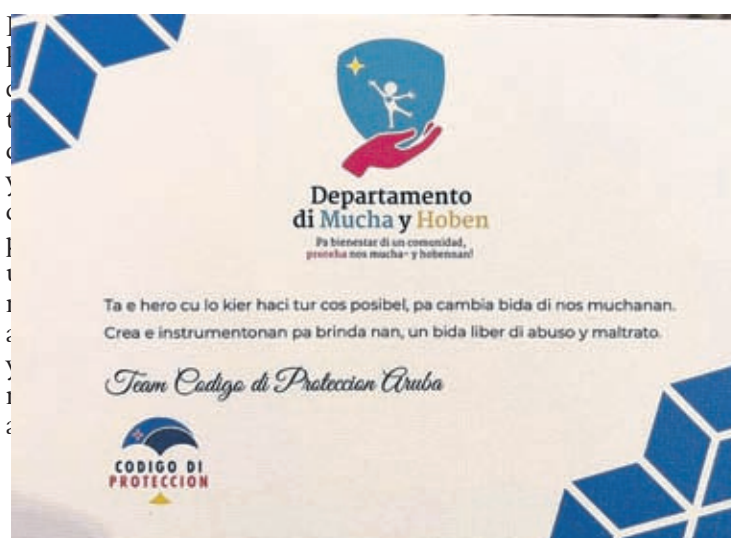 Departamento
di Mucha y Hoben
Pa bienestar di un comunidad,
proteha nos mucha- y hobennan!
Ta e hero cu lo kier haci tur cos posibel, pa cambia bida di nos muchanan.
Crea e instrumentonan pa brinda nan, un bida liber di abuso y maltrato.
Team Codigo di Proteccion Aruba
CODIGO DI
PROTECCION